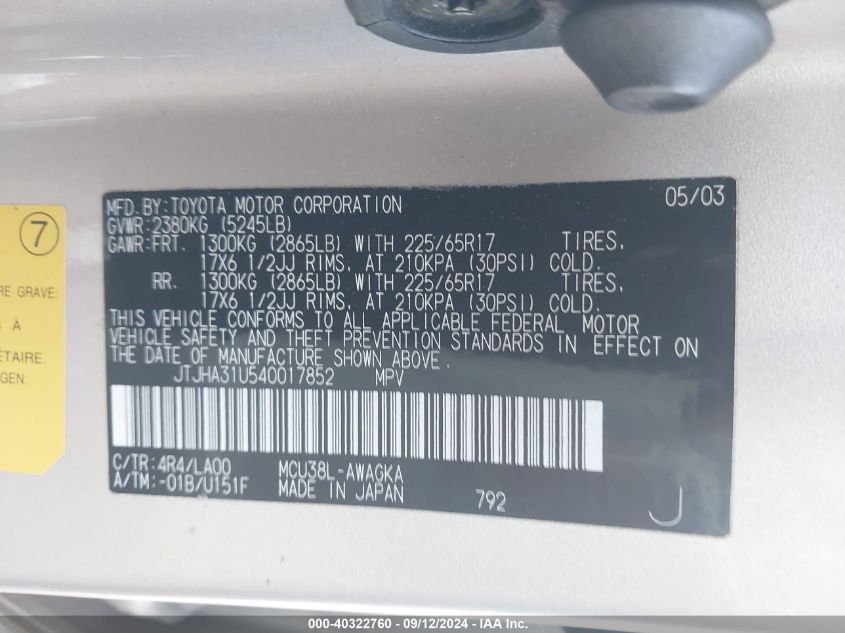 MFD.BY:TOYOTA MOTOR CORPORATION 05/03
GVWR:2380KG (5245LB)
GAWR:FRT. 1300KG (2865LB) WITH 225/65R17 TIRES,
17X6 1/2JJ RIMS, AT 210KPA (30PSI) COLD.
RR. 1300KG (2865LB) WITH 225/65R17 TIRES,
17X6 1/2JJ RIMS, AT 210KPA (30PSI) COLD.
THIS VEHICLE CONFORMS TO ALL APPLICABLE FEDERAL MOTOR
VEHICLE SAFETY AND THEFT PREVENTION STANDARDS IN EFFECT ON
THE DATE OF MANUFACTURE SHOWN ABOVE.
JTJHA31U540017852 MPV
C/TR:4R4/LA00 MCU38L-AWAGKA
A/TM:-01B/U151F MADE IN JAPAN 792
J
7
RE GRAVE:
À
ÉTAIRE.
GEN:
000-40322760 - 09/12/2024 - IAA Inc.